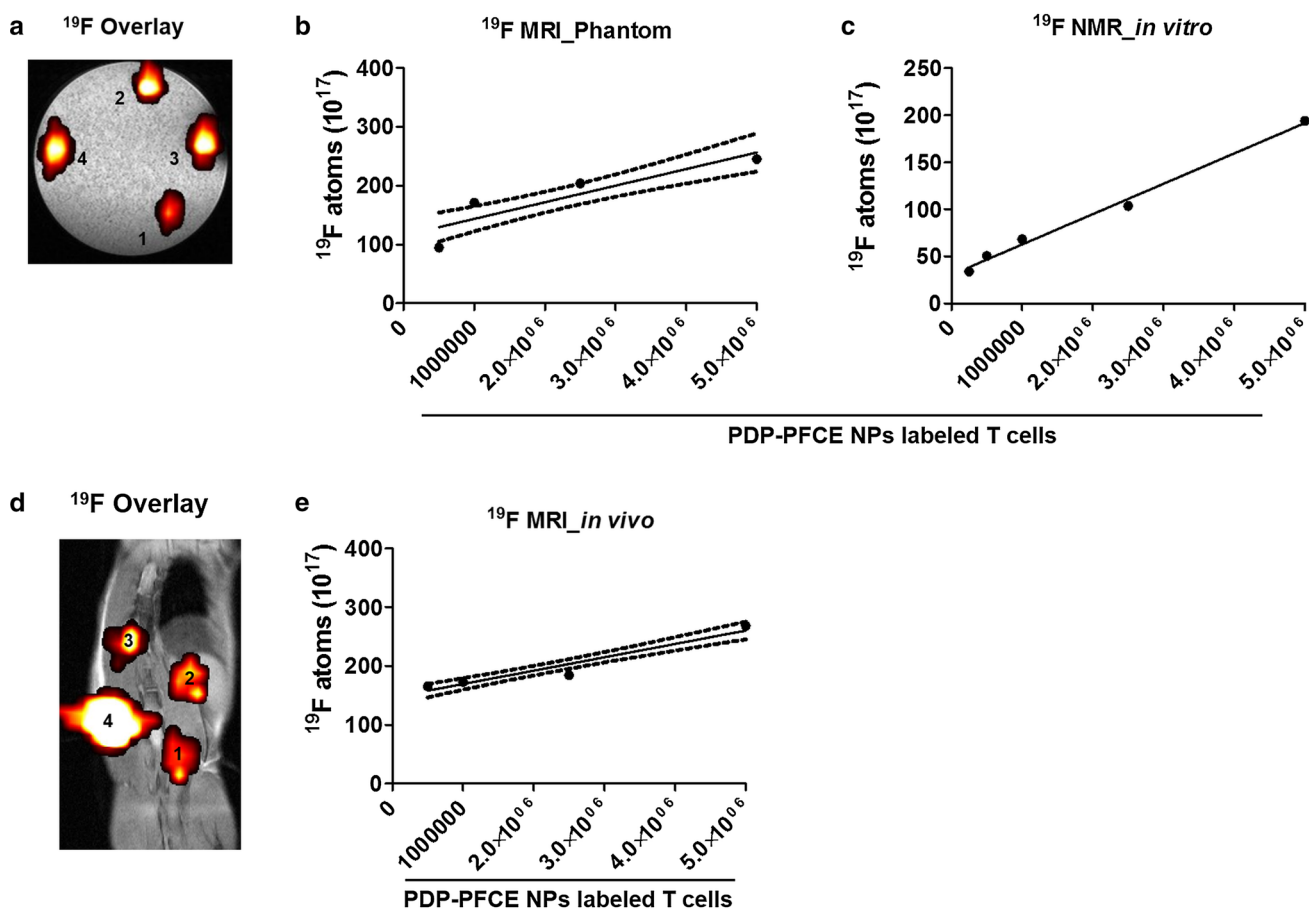 a
¹⁹F Overlay
2
4
3
1
b
¹⁹F MRI_Phantom
¹⁹F atoms (10¹⁷)
400
300
200
100
0
0
1000000
2.0×10⁰⁶
3.0×10⁰⁶
4.0×10⁰⁶
5.0×10⁰⁶
c
¹⁹F NMR_in vitro
¹⁹F atoms (10¹⁷)
250
200
150
100
50
0
0
1000000
2.0×10⁰⁶
3.0×10⁰⁶
4.0×10⁰⁶
5.0×10⁰⁶
PDP-PFCE NPs labeled T cells
d
¹⁹F Overlay
3
2
4
1
e
¹⁹F MRI_in vivo
¹⁹F atoms (10¹⁷)
400
300
200
100
0
0
1000000
2.0×10⁰⁶
3.0×10⁰⁶
4.0×10⁰⁶
5.0×10⁰⁶
PDP-PFCE NPs labeled T cells